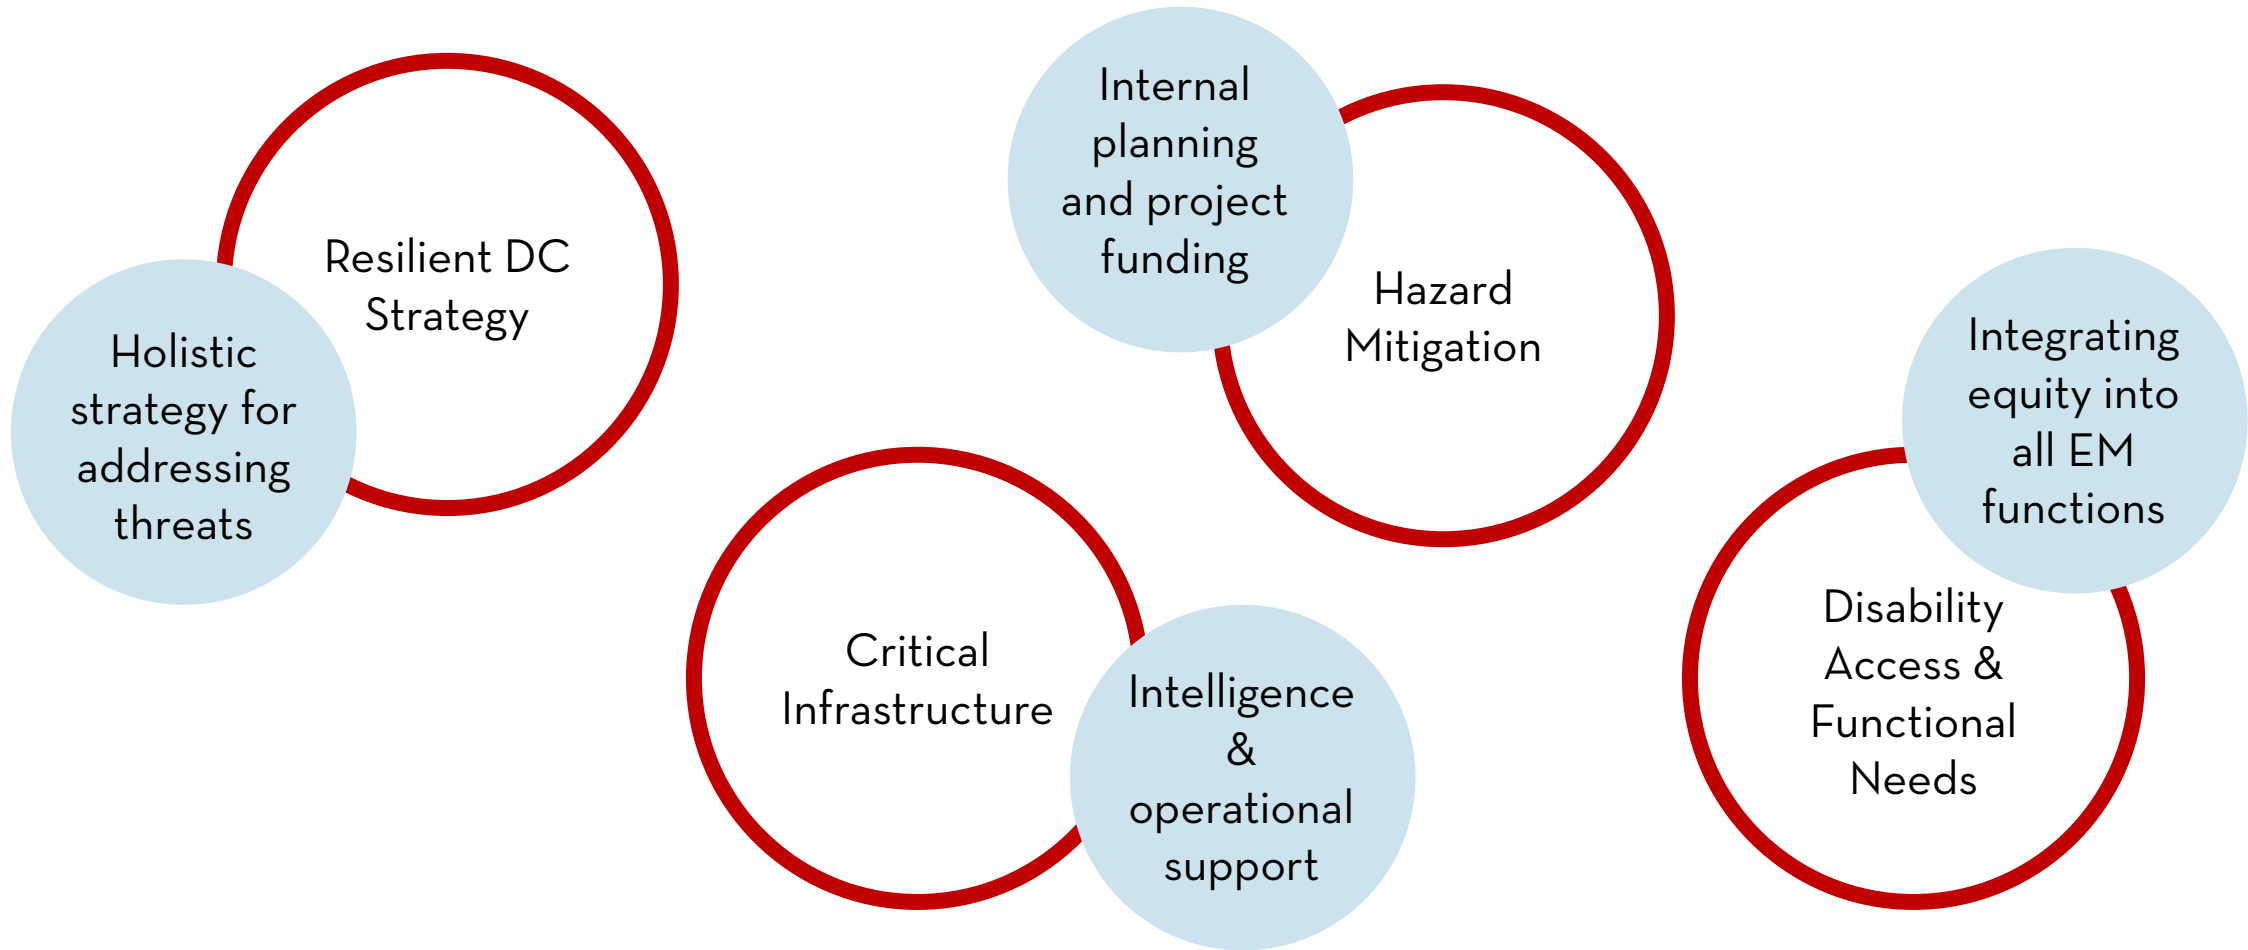 Resilient DC
Strategy
Holistic
strategy for
addressing
threats
Critical
Infrastructure
Intelligence
&
operational
support
Internal
planning
and project
funding
Hazard
Mitigation
Integrating
equity into
all EM
functions
Disability
Access &
Functional
Needs